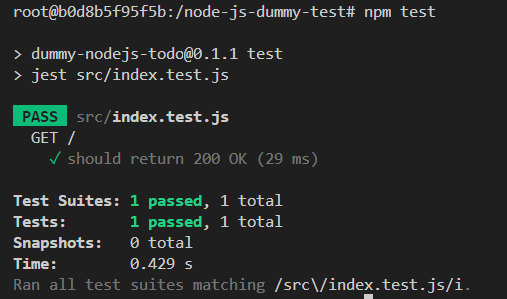 root@b0d8b5f95f5b:/node-js-dummy-test# npm test
> dummy-nodejs-todo@0.1.1 test
> jest src/index.test.js
PASS src/index.test.js
GET /
✓ should return 200 OK (29 ms)
Test Suites: 1 passed, 1 total
Tests: 1 passed, 1 total
Snapshots: 0 total
Time: 0.429 s
Ran all test suites matching /src\/index.test.js/i.